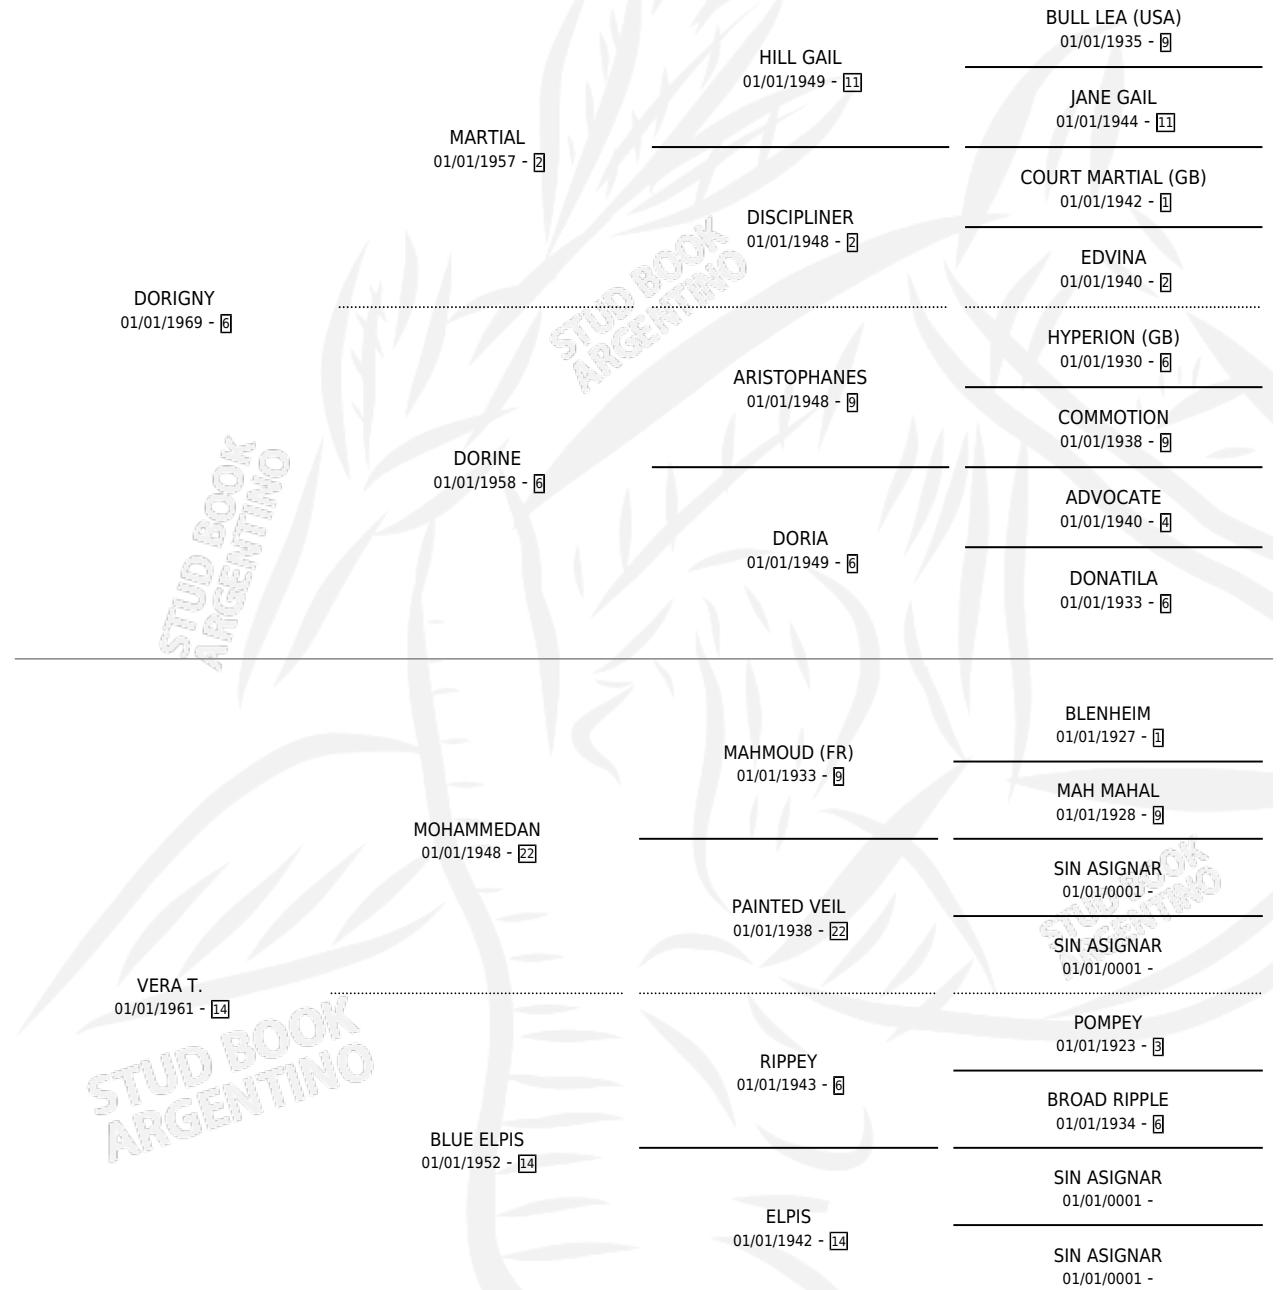 BULL LEA (USA)
01/01/1935 - 9
HILL GAIL
01/01/1949 - 11
JANE GAIL
01/01/1944 - 11
MARTIAL
01/01/1957 - 2
COURT MARTIAL (GB)
01/01/1942 - 1
DISCIPLINER
01/01/1948 - 2
EDVINA
01/01/1940 - 2
DORIGNY
01/01/1969 - 6
HYPERION (GB)
01/01/1930 - 6
ARISTOPHANES
01/01/1948 - 9
COMMOTION
01/01/1938 - 9
DORINE
01/01/1958 - 6
ADVOCATE
01/01/1940 - 4
DORIA
01/01/1949 - 6
DONATILA
01/01/1933 - 6
BLENHEIM
01/01/1927 - 1
MAHMOUD (FR)
01/01/1933 - 9
MAH MAHAL
01/01/1928 - 9
MOHAMMEDAN
01/01/1948 - 22
SIN ASIGNAR
01/01/0001 -
PAINTED VEIL
01/01/1938 - 22
SIN ASIGNAR
01/01/0001 -
VERA T.
01/01/1961 - 14
POMPEY
01/01/1923 - 3
RIPPEY
01/01/1943 - 6
BROAD RIPPLE
01/01/1934 - 6
BLUE ELPIS
01/01/1952 - 14
SIN ASIGNAR
01/01/0001 -
ELPIS
01/01/1942 - 14
SIN ASIGNAR
01/01/0001 -
STUD BOOK
ARGENTINO
STUD BOOK
ARGENTINO
STUD BOOK
ARGENTINO
STUD BOOK
ARGENTINO